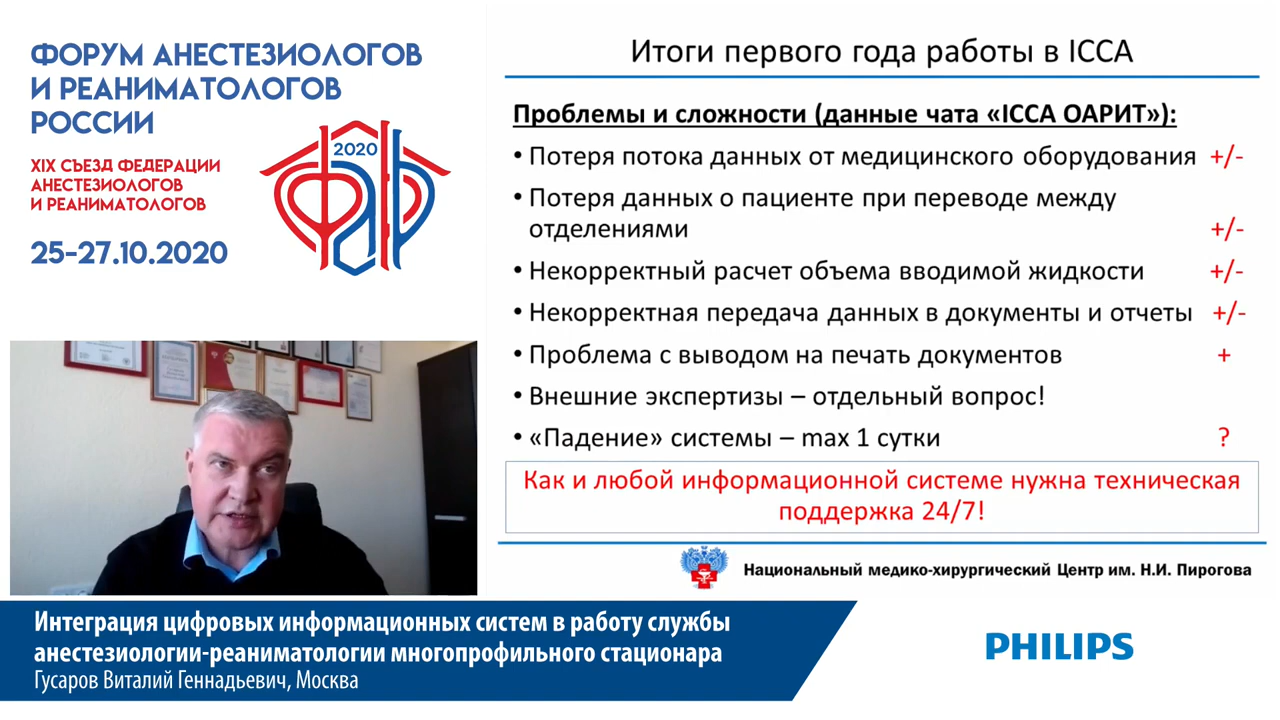 ФОРУМ АНЕСТЕЗИОЛОГОВ
И РЕАНИМАТОЛОГОВ
РОССИИ
XIX СЪЕЗД ФЕДЕРАЦИИ
АНЕСТЕЗИОЛОГОВ
И РЕАНИМАТОЛОГОВ
25-27.10.2020
2020
ФАР
Итоги первого года работы в ICCA
Проблемы и сложности (данные чата «ICCA ОАРИТ»):
• Потеря потока данных от медицинского оборудования +/-
• Потеря данных о пациенте при переводе между
отделениями +/-
• Некорректный расчет объема вводимой жидкости +/-
• Некорректная передача данных в документы и отчеты +/-
• Проблема с выводом на печать документов +
• Внешние экспертизы – отдельный вопрос!
• «Падение» системы – max 1 сутки ?
Как и любой информационной системе нужна техническая
поддержка 24/7!
Национальный медико-хирургический Центр им. Н.И. Пирогова
Интеграция цифровых информационных систем в работу службы
анестезиологии-реаниматологии многопрофильного стационара
Гусаров Виталий Геннадьевич, Москва
PHILIPS